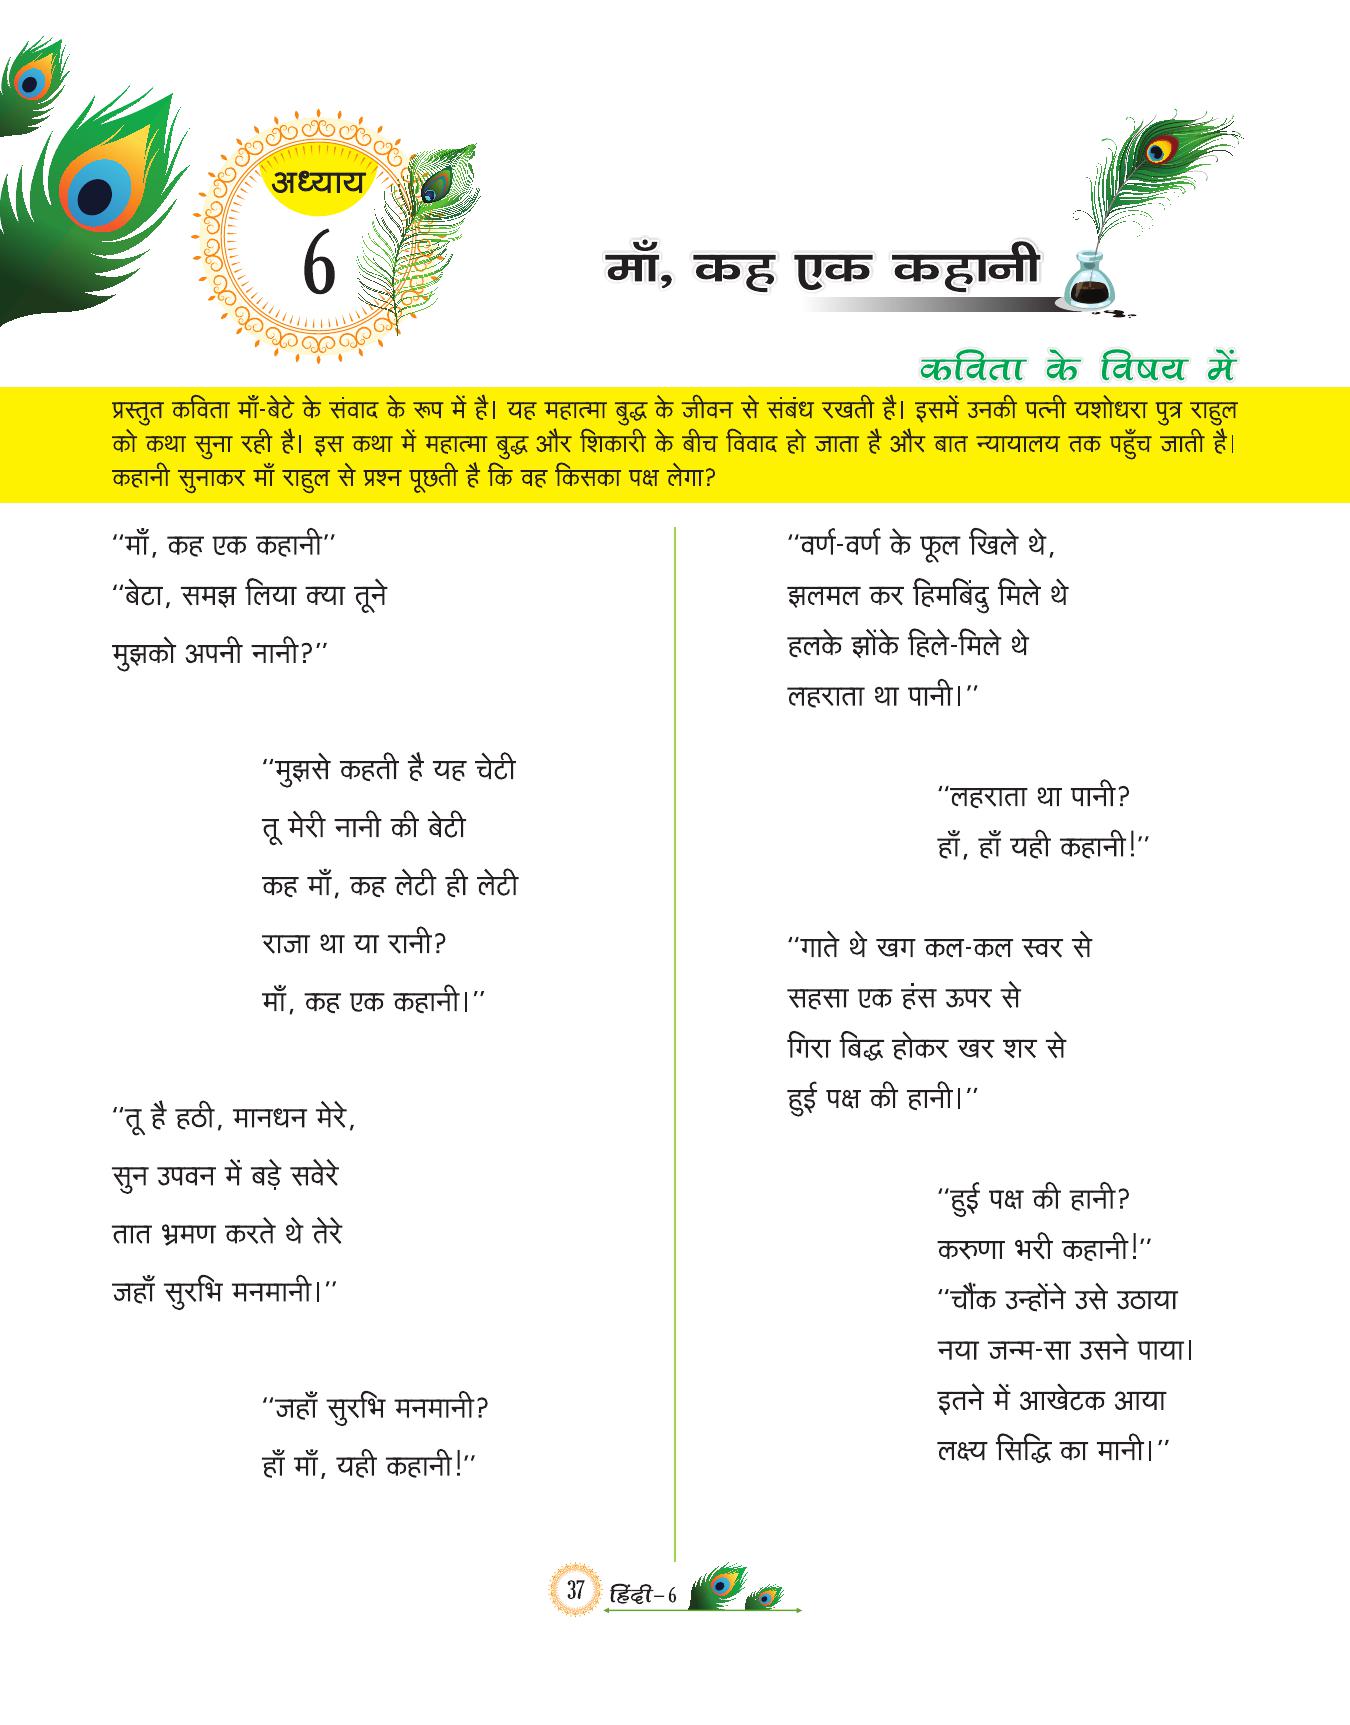 अध्याय
6
माँ, कह एक कहानी
कविता के विषय में
प्रस्तुत कविता माँ-बेटे के संवाद के रूप में है। यह महात्मा बुद्ध के जीवन से संबंध रखती है। इसमें उनकी पत्नी यशोधरा पुत्र राहुल
को कथा सुना रही है। इस कथा में महात्मा बुद्ध और शिकारी के बीच विवाद हो जाता है और बात न्यायालय तक पहुँच जाती है।
कहानी सुनाकर माँ राहुल से प्रश्न पूछती है कि वह किसका पक्ष लेगा?
“माँ, कह एक कहानी”
“बेटा, समझ लिया क्या तूने
मुझको अपनी नानी?”
“मुझसे कहती है यह चेटी
तू मेरी नानी की बेटी
कह माँ, कह लेटी ही लेटी
राजा था या रानी?
माँ, कह एक कहानी।”
“तू है हठी, मानधन मेरे,
सुन उपवन में बड़े सवेरे
तात भ्रमण करते थे तेरे
जहाँ सुरभि मनमानी।”
“जहाँ सुरभि मनमानी?
हाँ माँ, यही कहानी!”
“वर्ण-वर्ण के फूल खिले थे,
झलमल कर हिमबिंदु मिले थे
हलके झोंके हिले-मिले थे
लहराता था पानी।”
“लहराता था पानी?
हाँ, हाँ यही कहानी!”
“गाते थे खग कल-कल स्वर से
सहसा एक हंस ऊपर से
गिरा बिद्ध होकर खर शर से
हुई पक्ष की हानी।”
“हुई पक्ष की हानी?
करुणा भरी कहानी!”
“चौंक उन्होंने उसे उठाया
नया जन्म-सा उसने पाया।
इतने में आखेटक आया
लक्ष्य सिद्धि का मानी।”
37 हिंदी–6